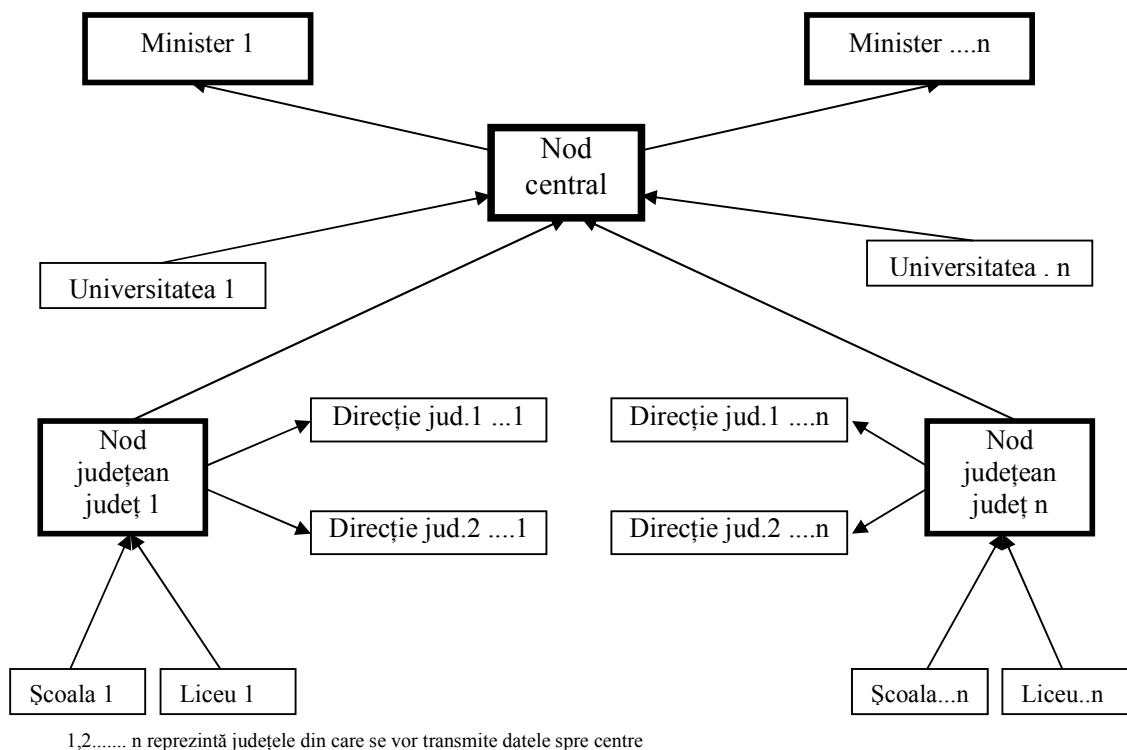 Minister 1
Minister ....n
Nod
central
Universitatea 1
Universitatea . n
Direcție jud.1 ...1
Direcție jud.1 ....n
Nod
județean
județ 1
Nod
județean
județ n
Direcție jud.2 ....1
Direcție jud.2 ....n
Școala 1
Liceu 1
Școala...n
Liceu..n
1,2....... n reprezintă județele din care se vor transmite datele spre centre